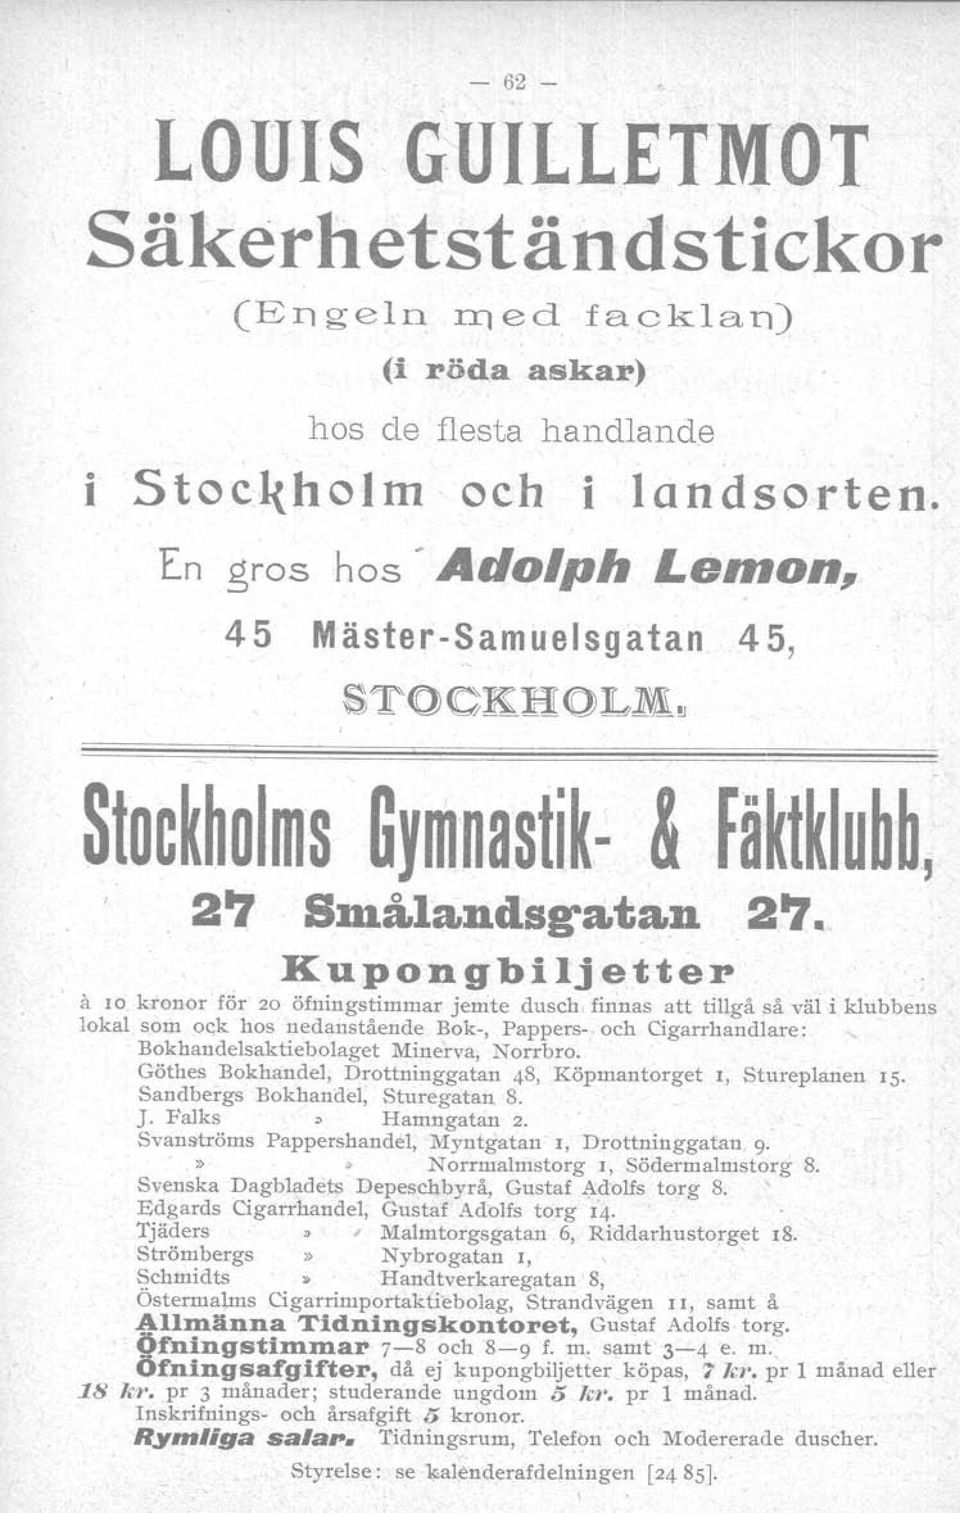 — 62 —
LOUIS GUILLETMOT
Säkerhetständstickor
(Engeln med facklan)
(i röda askar)
hos de flesta handlande
i Stockholm och i landsorten.
En gros hos Adolph Lemon,
45 Mäster-Samuelsgatan 45,
STOCKHOLM.
Stockholms Gymnastik- & Fäktklubb,
27 Smålandsgatan 27.
Kupongbiljetter
à 10 kronor för 20 öfningstimmar jemte dusch finnas att tillgå så väl i klubbens
lokal som ock hos nedanstående Bok-, Pappers- och Cigarrhandlare:
Bokhandelsaktiebolaget Minerva, Norrbro.
Göthes Bokhandel, Drottninggatan 48, Köpmantorget 1, Stureplanen 15.
Sandbergs Bokhandel, Sturegatan 8.
J. Falks » Hamngatan 2.
Svanströms Pappershandel, Myntgatan 1, Drottninggatan 9.
» » Norrmalmstorg 1, Södermalmstorg 8.
Svenska Dagbladets Depeschbyrå, Gustaf Adolfs torg 8.
Edgards Cigarrhandel, Gustaf Adolfs torg 14.
Tjäders » Malmtorgsgatan 6, Riddarhustorget 18.
Strömbergs » Nybrogatan 1,
Schmidts » Handtverkaregatan 8,
Östermalms Cigarrimportaktiebolag, Strandvägen 11, samt å
Allmänna Tidningskontoret, Gustaf Adolfs torg.
Öfningstimmar 7—8 och 8—9 f. m. samt 3—4 e. m.
Öfningsafgifter, då ej kupongbiljetter köpas, 7 kr. pr 1 månad eller
18 kr. pr 3 månader; studerande ungdom 5 kr. pr 1 månad.
Inskrifnings- och årsafgift 5 kronor.
Rymliga salar. Tidningsrum, Telefon och Modererade duscher.
Styrelse: se kalenderafdelningen [24 85].